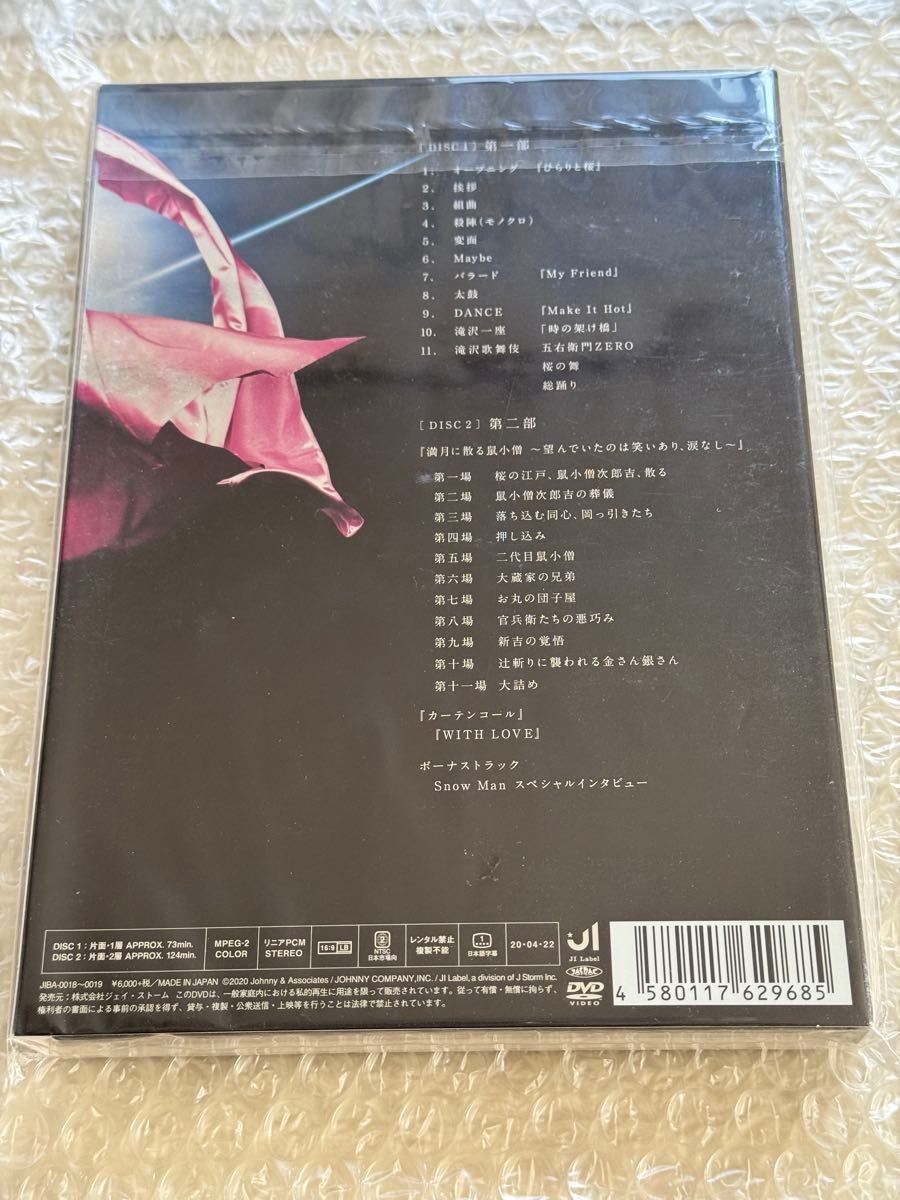 [ DISC 1 ] 第一部
1. オープニング 『ひらりと桜』
2. 挨拶
3. 組曲
4. 殺陣(モノクロ)
5. 変面
6. Maybe
7. バラード 『My Friend』
8. 太鼓
9. DANCE 『Make It Hot』
10. 滝沢一座 「時の架け橋」
11. 滝沢歌舞伎 五右衛門ZERO
桜の舞
総踊り
[ DISC 2 ] 第二部
『満月に散る鼠小僧 ～望んでいたのは笑いあり、涙なし～』
第一場 桜の江戸、鼠小僧次郎吉、散る
第二場 鼠小僧次郎吉の葬儀
第三場 落ち込む同心、岡っ引きたち
第四場 押し込み
第五場 二代目鼠小僧
第六場 大蔵家の兄弟
第七場 お丸の団子屋
第八場 官兵衛たちの悪巧み
第九場 新吉の覚悟
第十場 辻斬りに襲われる金さん銀さん
第十一場 大詰め
『カーテンコール』
『WITH LOVE』
ボーナストラック
Snow Man スペシャルインタビュー
DISC 1:片面・1層 APPROX. 73min.
DISC 2:片面・2層 APPROX. 124min.
MPEG-2
COLOR
リニアPCM
STEREO
16:9 LB
2
NTSC
日本市場向
レンタル禁止
複製不能
1
日本語字幕
20・04・22
JI
JI Label
JASRAC
DVD
VIDEO
4 580117 629685
JIBA-0018～0019 ¥6,000+税/MADE IN JAPAN ©2020 Johnny & Associates / JOHNNY COMPANY,INC. / JI Label, a division of J Storm Inc.
発売元:株式会社ジェイ・ストーム このDVDは、一般家庭内における私的再生に用途を限って販売されています。従って有償・無償に拘らず、
権利者の書面による事前の承認を得ず、貸与・複製・公衆送信・上映等を行うことは法律で禁止されています。